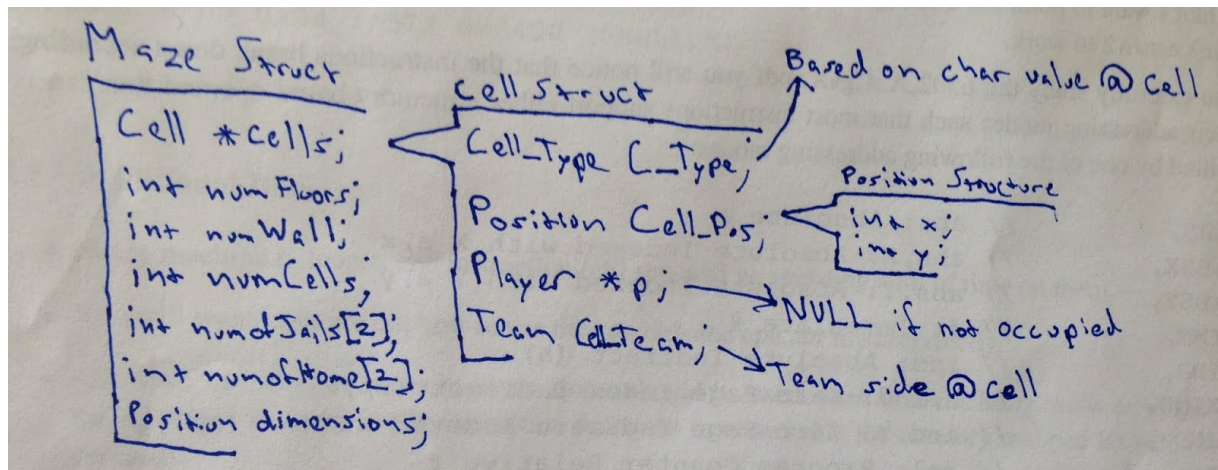 Maze Struct
Cell *cells;
int numFloors;
int numWall;
int numCells;
int numofJails[2];
int numofHome[2];
Position dimensions;
Cell Struct
Cell_Type C_Type;
Position Cell_Pos;
Player *p;
Team Cell_Team;
Based on char value @ cell
Position Structure
int x;
int y;
NULL if not occupied
Team side @ cell